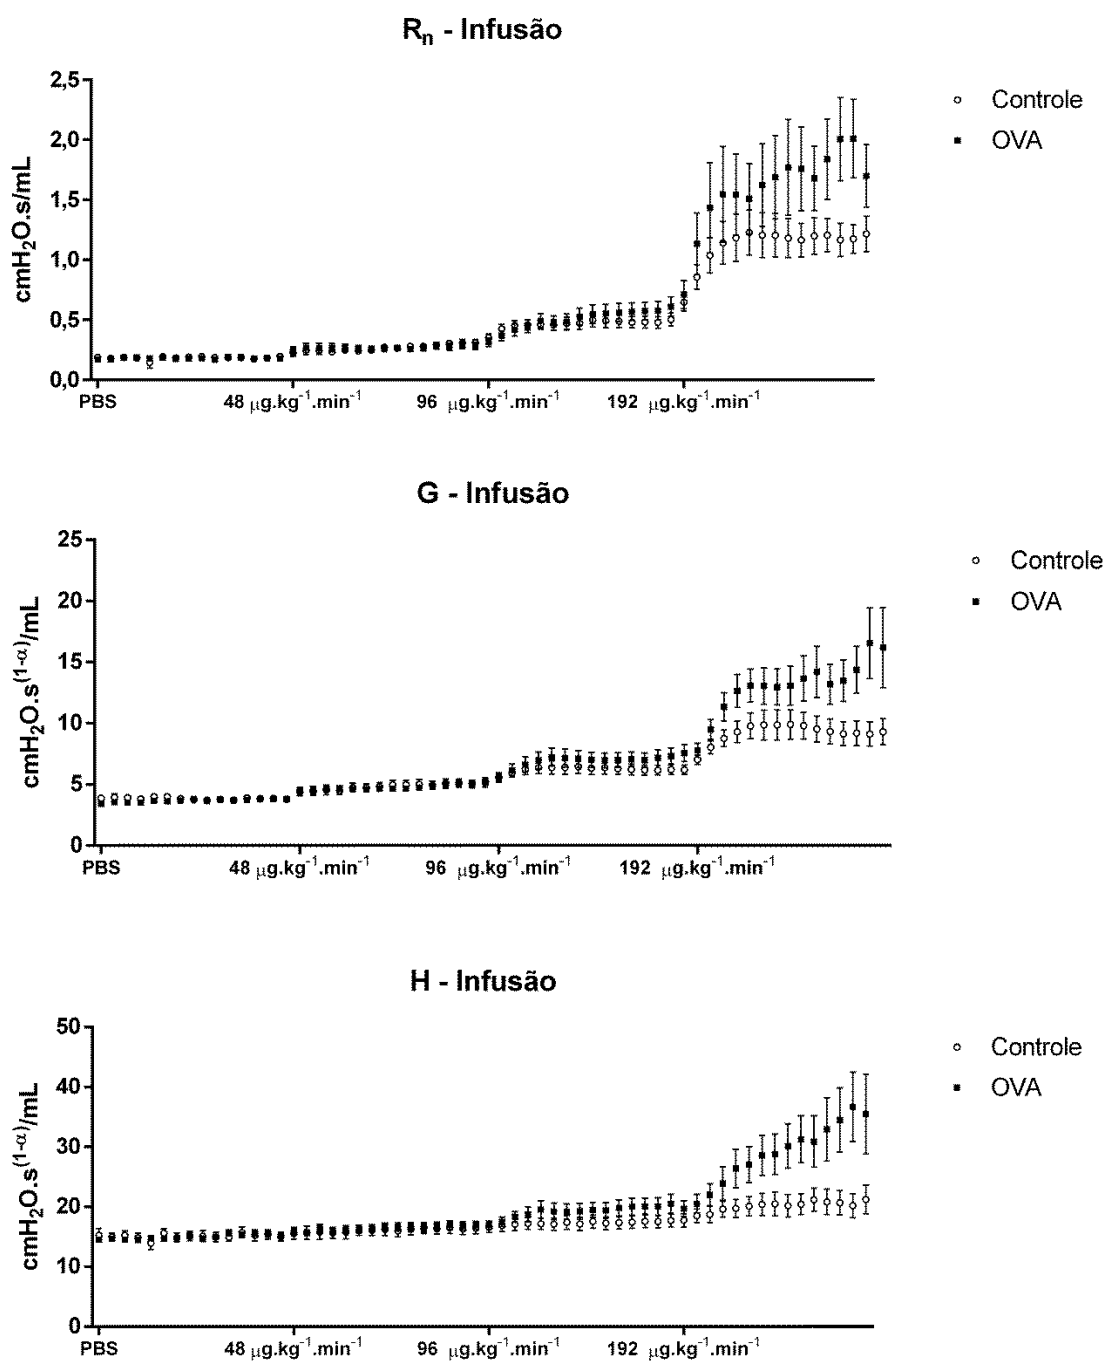 Rn - Infusão
2,5
2,0
1,5
1,0
0,5
0,0
cmH2O.s/mL
PBS
48 μg.kg-1.min-1
96 μg.kg-1.min-1
192 μg.kg-1.min-1
Controle
OVA
G - Infusão
25
20
15
10
5
0
cmH2O.s(1-α)/mL
PBS
48 μg.kg-1.min-1
96 μg.kg-1.min-1
192 μg.kg-1.min-1
Controle
OVA
H - Infusão
50
40
30
20
10
0
cmH2O.s(1-α)/mL
PBS
48 μg.kg-1.min-1
96 μg.kg-1.min-1
192 μg.kg-1.min-1
Controle
OVA